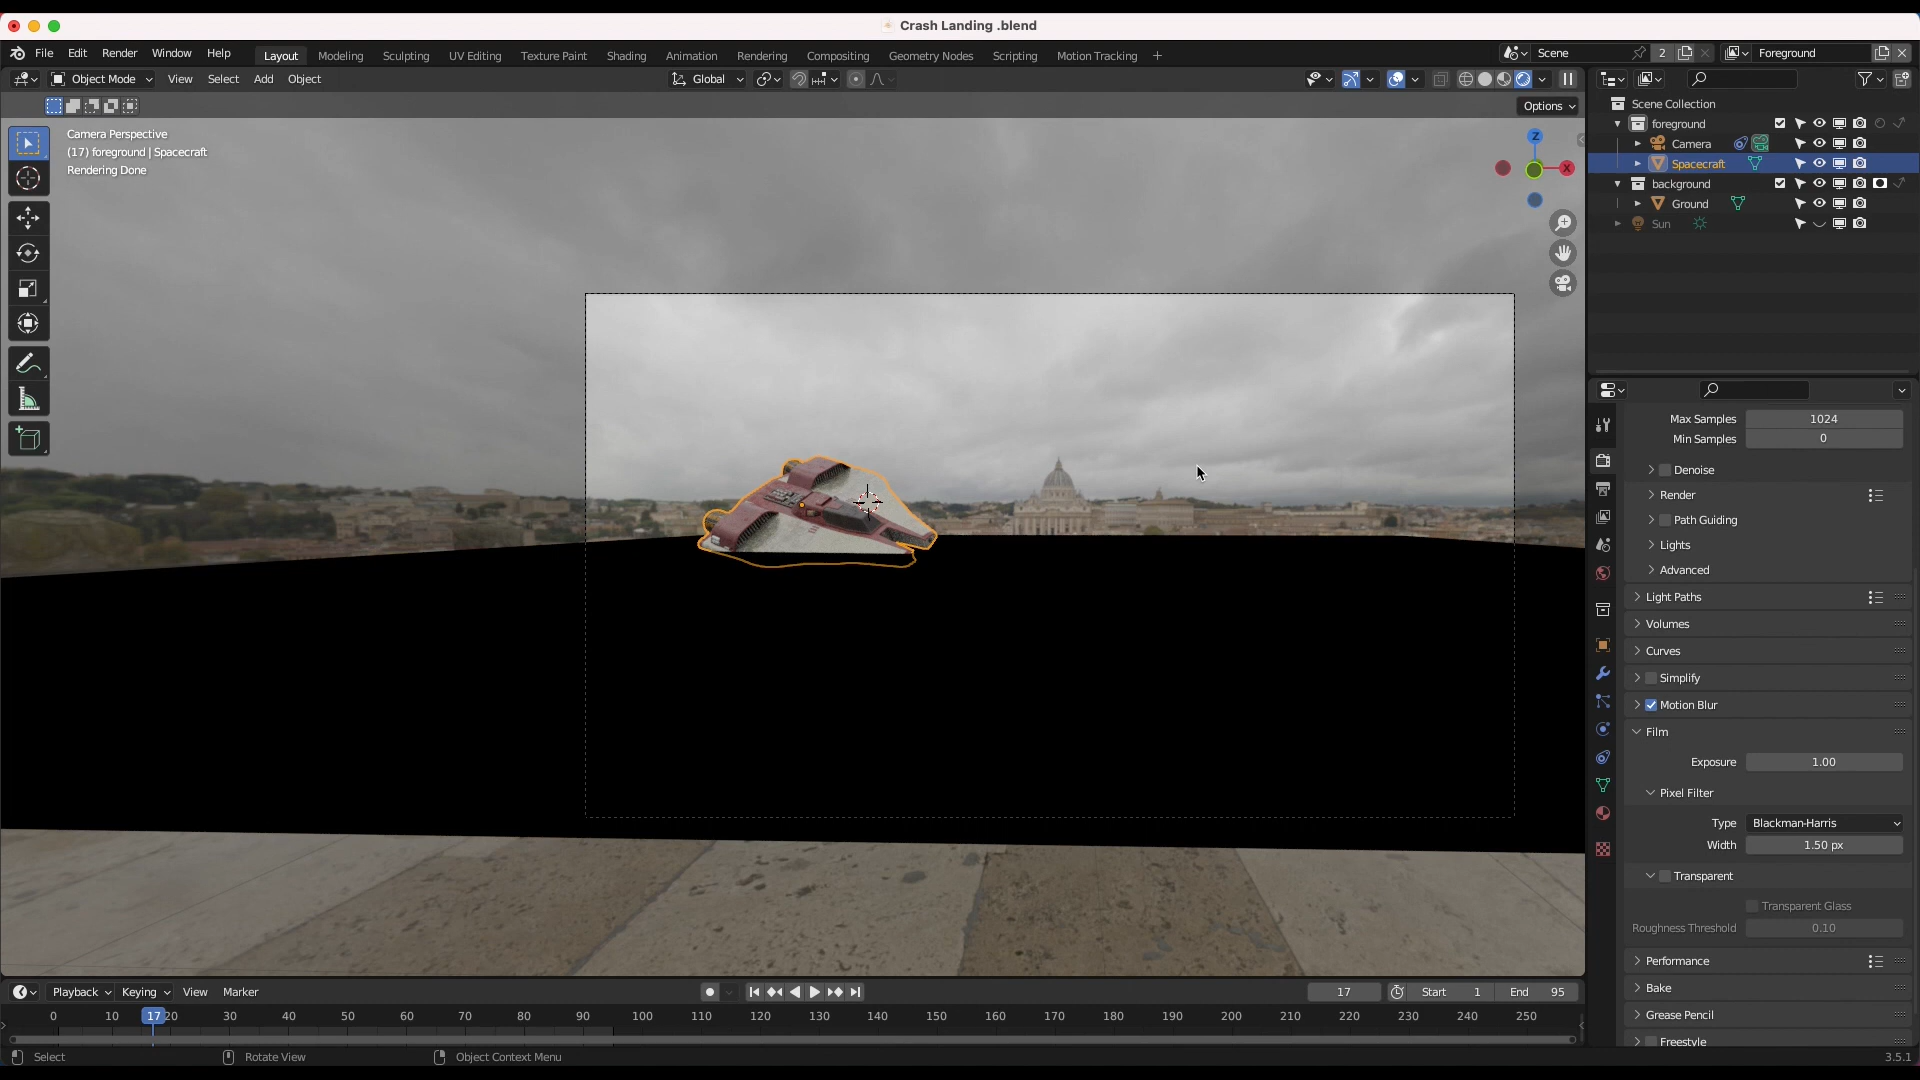 Crash Landing .blend
File Edit Render Window Help Layout Modeling Sculpting UV Editing Texture Paint Shading Animation Rendering Compositing Geometry Nodes Scripting Motion Tracking + Scene 2 Foreground
Object Mode View Select Add Object Global
Options
Camera Perspective
(17) foreground | Spacecraft
Rendering Done
Z
X
Scene Collection
foreground
Camera
Spacecraft
background
Ground
Sun
Max Samples 1024
Min Samples 0
Denoise
Render
Path Guiding
Lights
Advanced
Light Paths
Volumes
Curves
Simplify
Motion Blur
Film
Exposure 1.00
Pixel Filter
Type Blackman-Harris
Width 1.50 px
Transparent
Transparent Glass
Roughness Threshold 0.10
Performance
Bake
Grease Pencil
Freestyle
Playback Keying View Marker 17 Start 1 End 95
0 10 17 20 30 40 50 60 70 80 90 100 110 120 130 140 150 160 170 180 190 200 210 220 230 240 250
Select Rotate View Object Context Menu 3.5.1